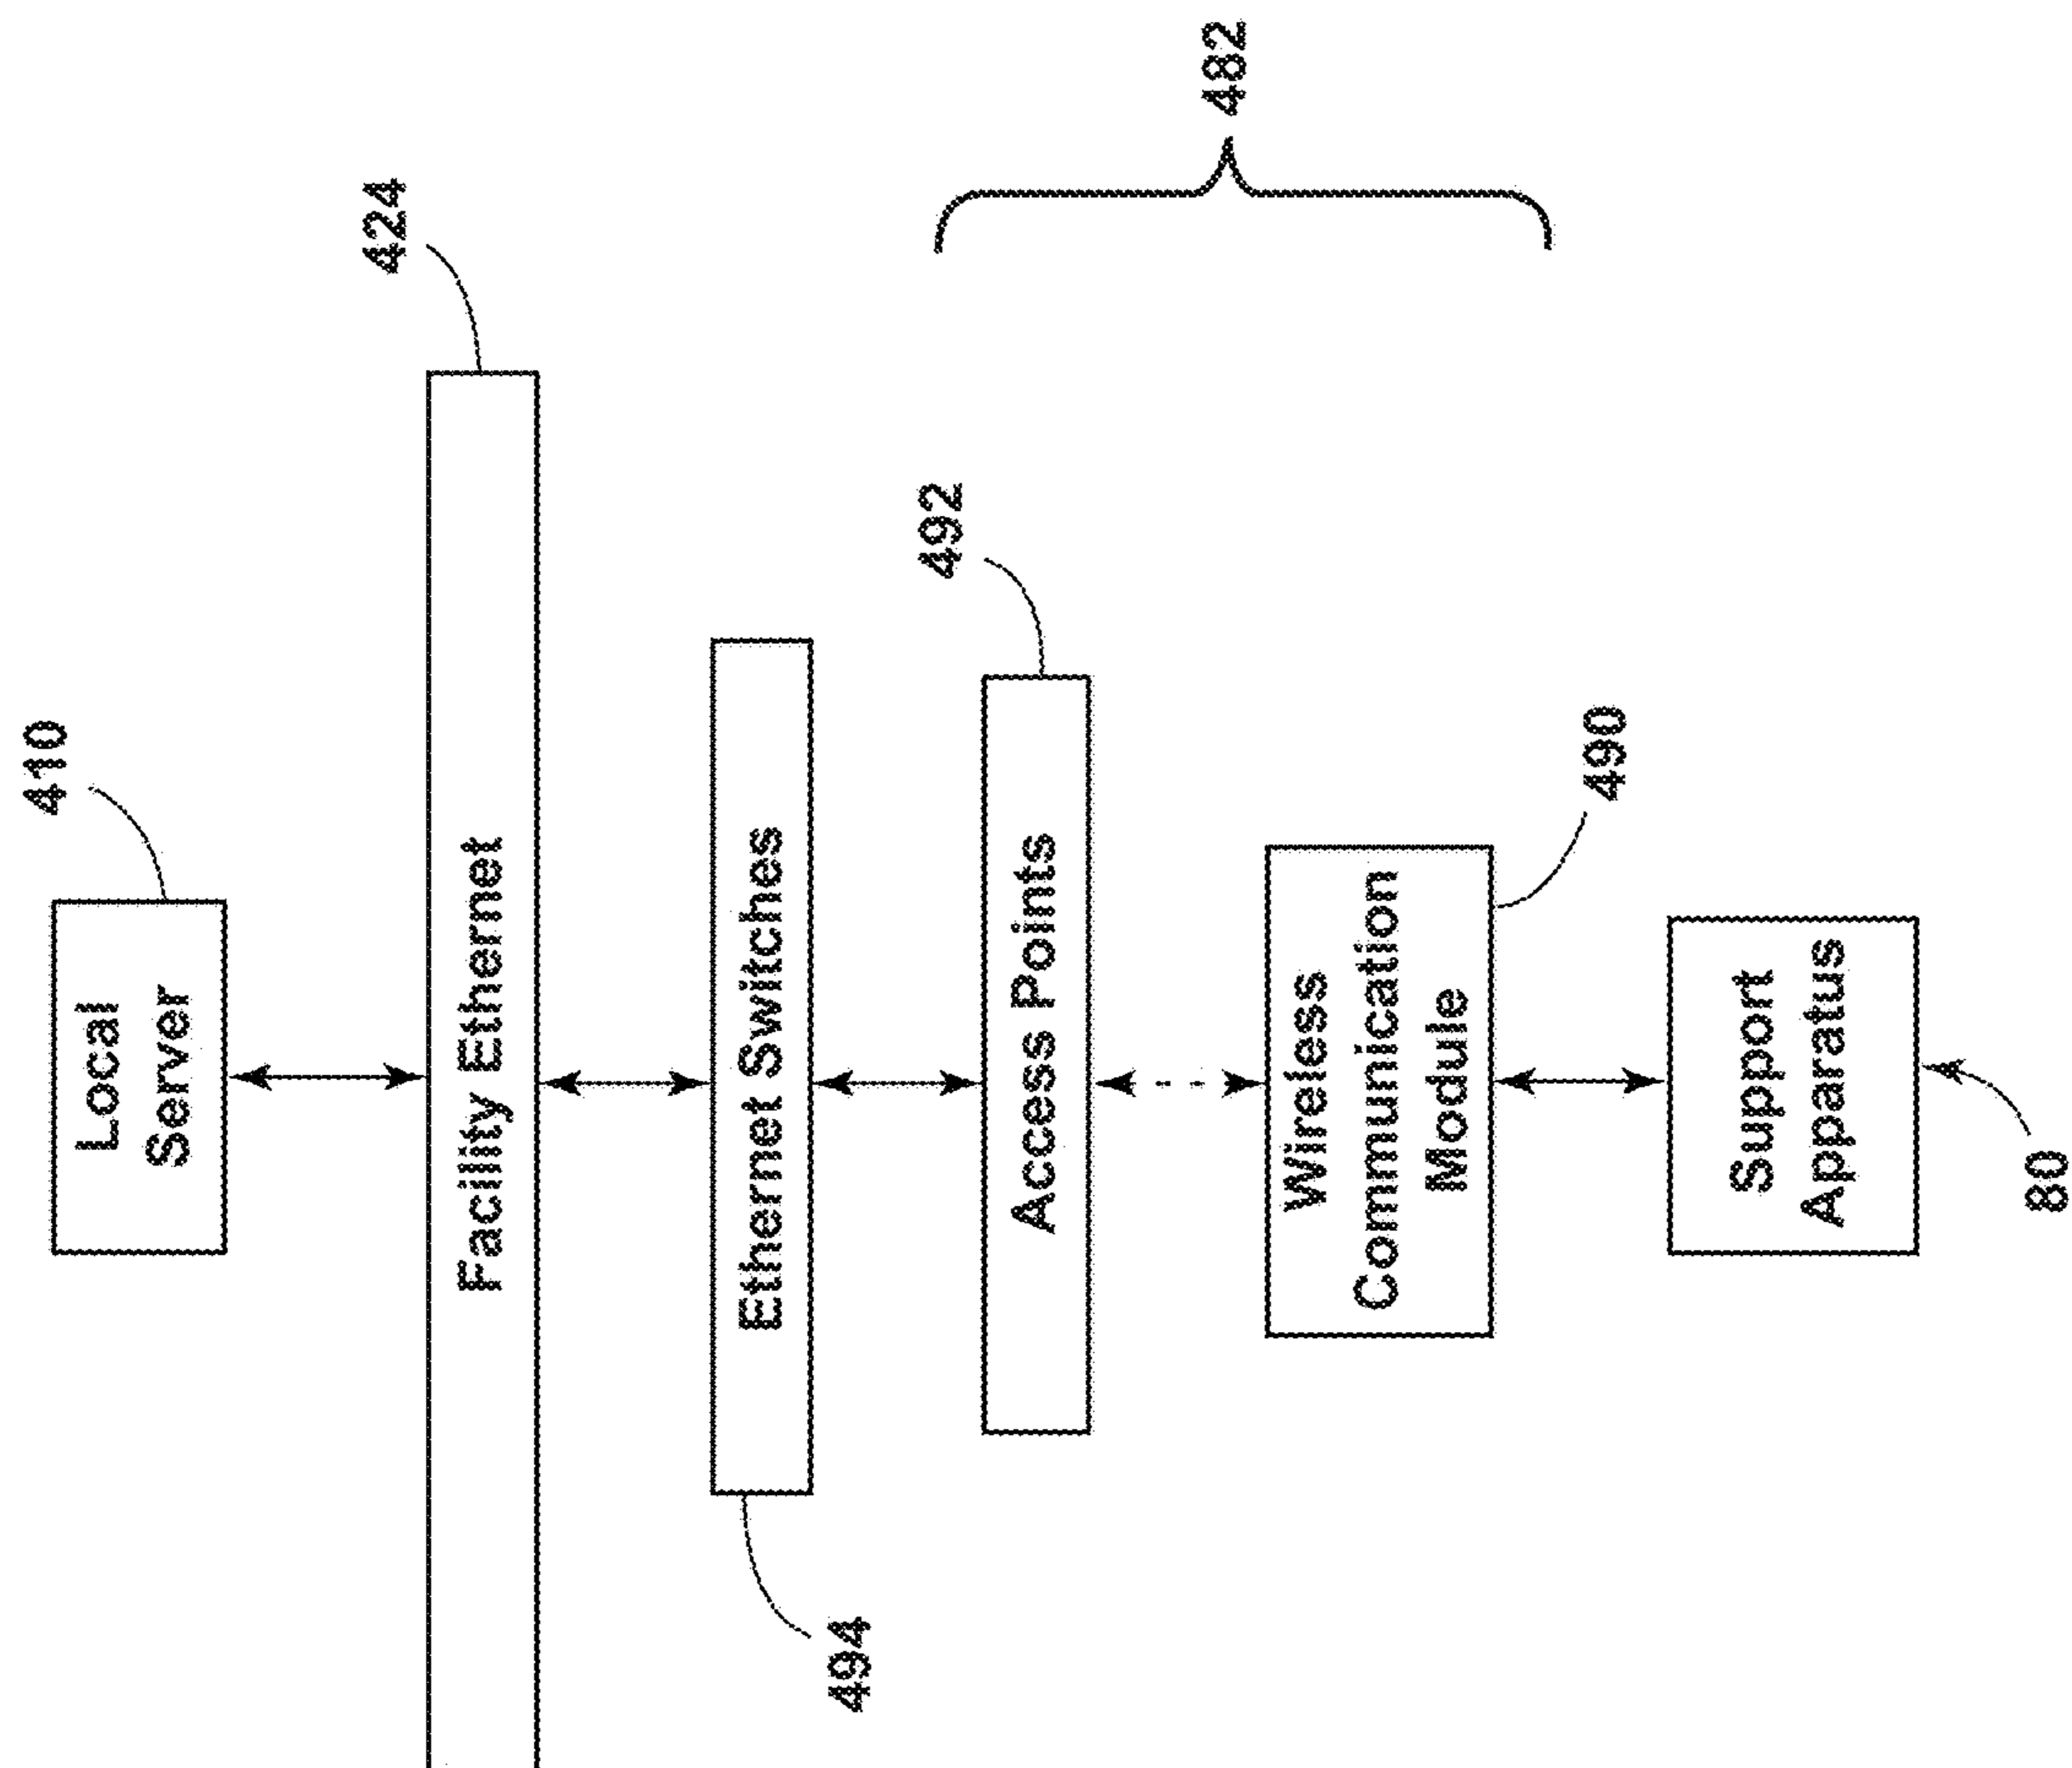 410
Local
Server
424
Facility Ethernet
494
Ethernet Switches
492
Access Points
482
Wireless
Communication
Module
490
Support
Apparatus
80